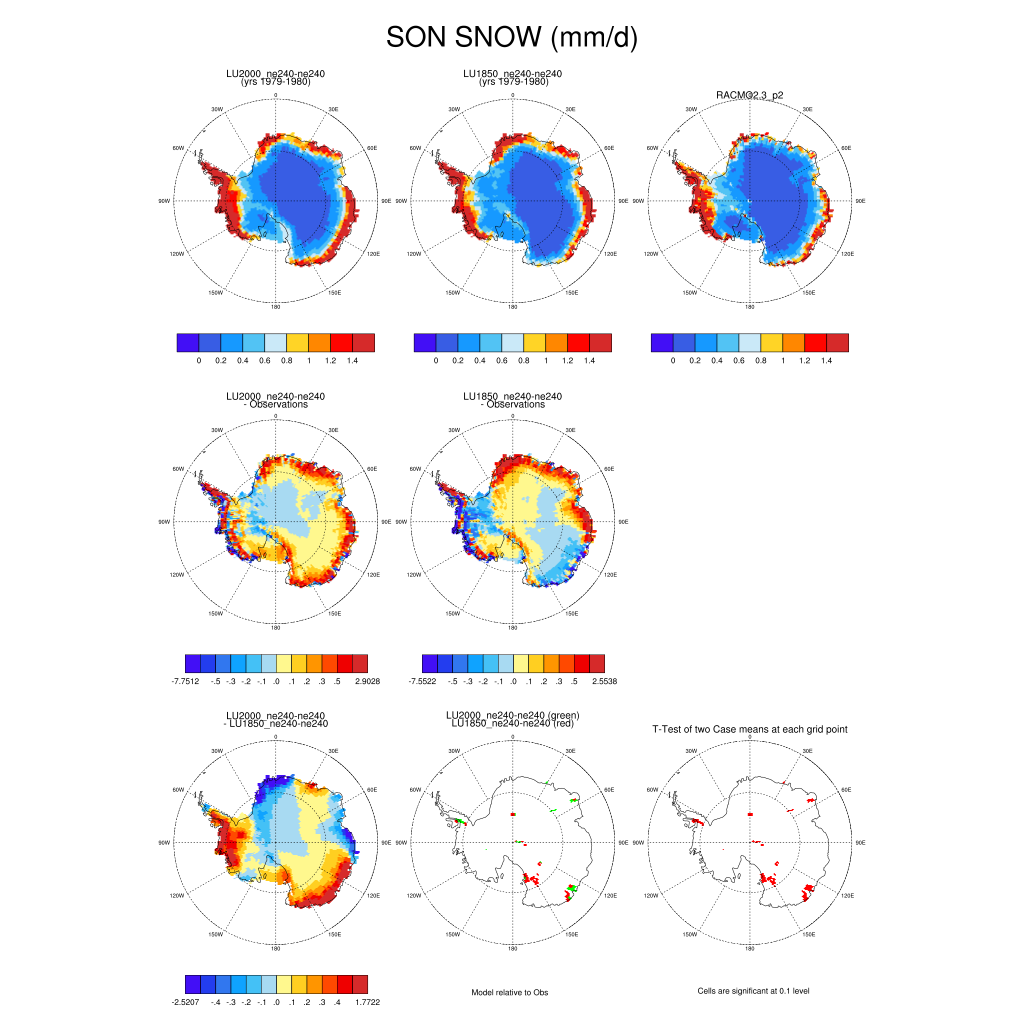 SON SNOW (mm/d)
LU2000_ne240-ne240
(yrs 1979-1980)
LU1850_ne240-ne240
(yrs 1979-1980)
RACMO2.3_p2
0
30W 30E
60W 60E
90W 90E
120W 120E
150W 150E
180
0
30W 30E
60W 60E
90W 90E
120W 120E
150W 150E
180
0
30W 30E
60W 60E
90W 90E
120W 120E
150W 150E
180
0 0.2 0.4 0.6 0.8 1 1.2 1.4
0 0.2 0.4 0.6 0.8 1 1.2 1.4
0 0.2 0.4 0.6 0.8 1 1.2 1.4
LU2000_ne240-ne240
- Observations
LU1850_ne240-ne240
- Observations
0
30W 30E
60W 60E
90W 90E
120W 120E
150W 150E
180
0
30W 30E
60W 60E
90W 90E
120W 120E
150W 150E
180
-7.7512 -.5 -.3 -.2 -.1 .0 .1 .2 .3 .5 2.9028
-7.5522 -.5 -.3 -.2 -.1 .0 .1 .2 .3 .5 2.5538
LU2000_ne240-ne240
- LU1850_ne240-ne240
LU2000_ne240-ne240 (green)
LU1850_ne240-ne240 (red)
T-Test of two Case means at each grid point
0
30W 30E
60W 60E
90W 90E
120W 120E
150W 150E
180
0
30W 30E
60W 60E
90W 90E
120W 120E
150W 150E
180
0
30W 30E
60W 60E
90W 90E
120W 120E
150W 150E
180
-2.5207 -.4 -.3 -.2 -.1 .0 .1 .2 .3 .4 1.7722
Model relative to Obs
Cells are significant at 0.1 level